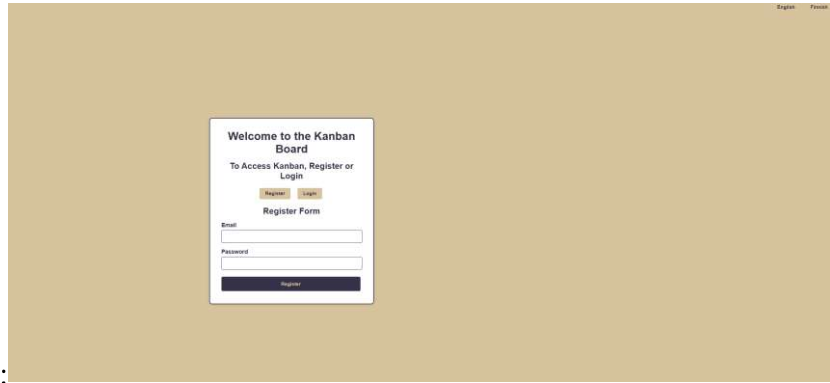 English Finnish
Welcome to the Kanban
Board
To Access Kanban, Register or
Login
Register Login
Register Form
Email
Password
Register